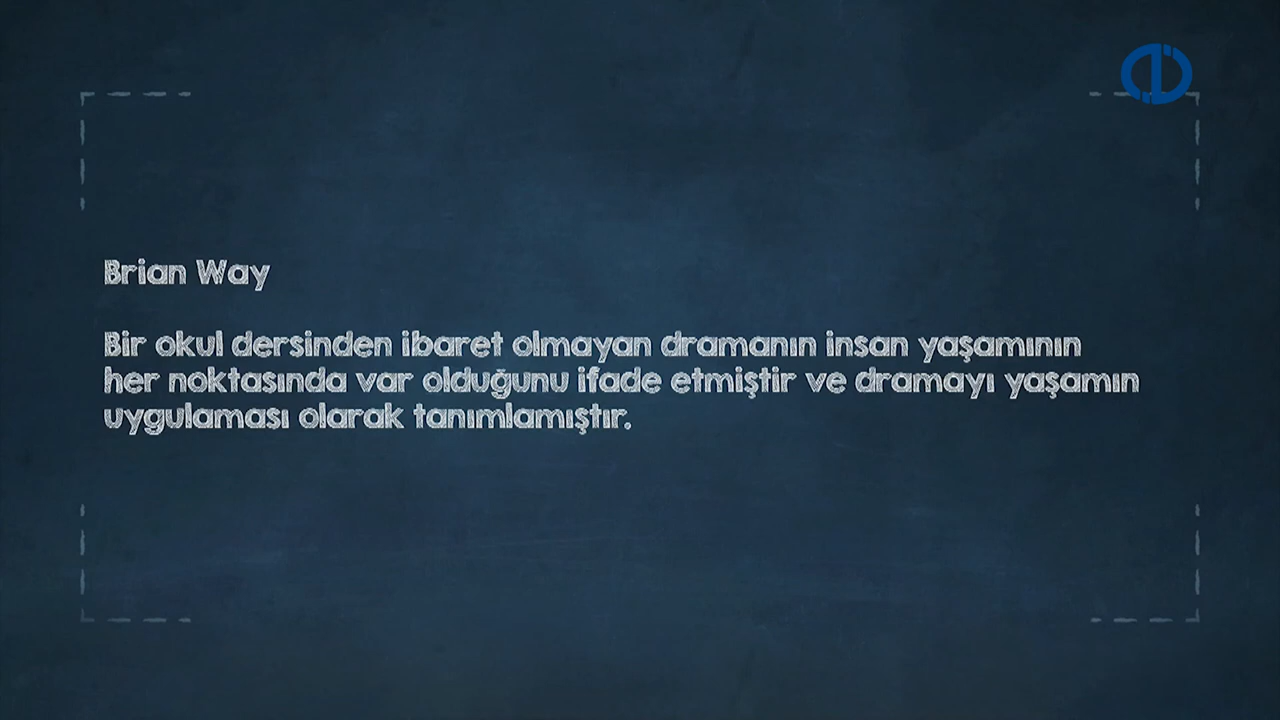 Brian Way
Bir okul dersinden ibaret olmayan dramanın insan yaşamının
her noktasında var olduğunu ifade etmiştir ve dramayı yaşamın
uygulaması olarak tanımlamıştır.